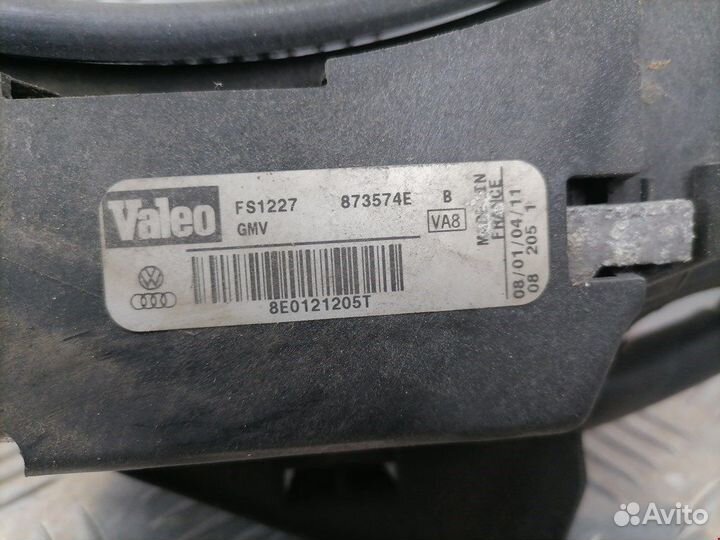 Valeo
FS1227 873574E B
GMV VA8
8E0121205T
MADE IN
FRANCE
08/01/04/11
08 205 1
Avito